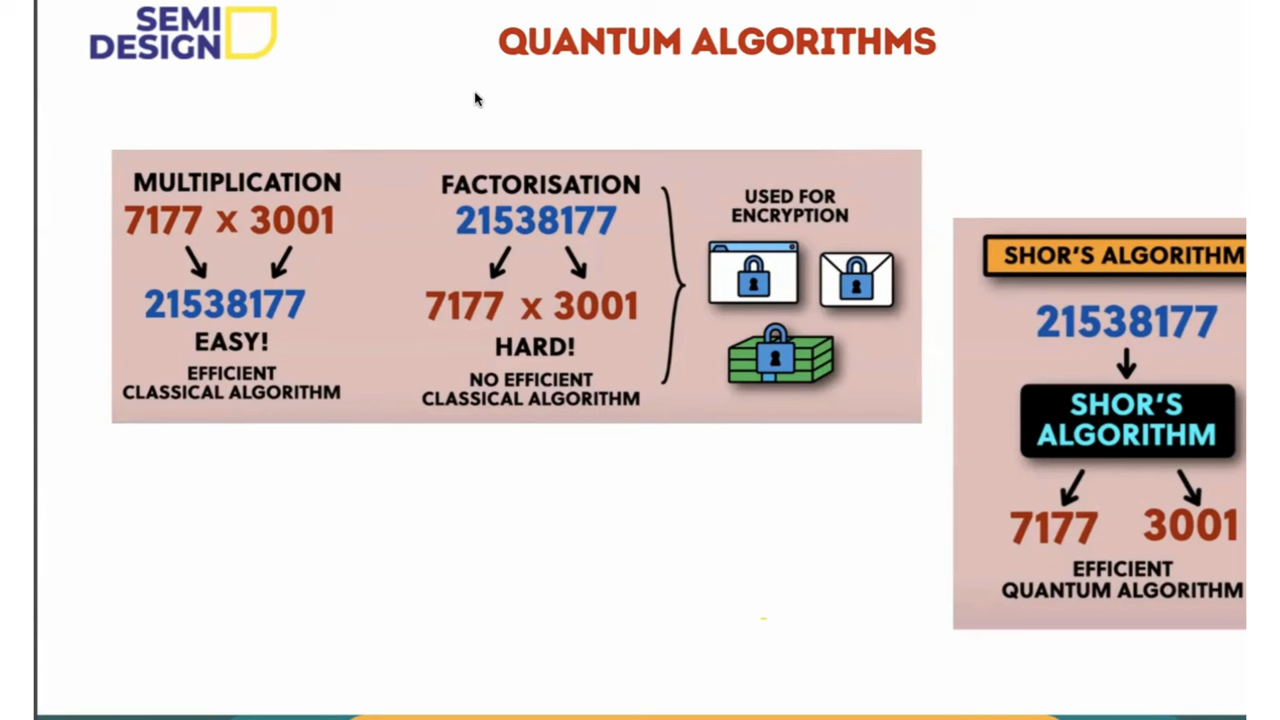 SEMI
DESIGN
QUANTUM ALGORITHMS
MULTIPLICATION
7177 x 3001
21538177
EASY!
EFFICIENT
CLASSICAL ALGORITHM
FACTORISATION
21538177
7177 x 3001
HARD!
NO EFFICIENT
CLASSICAL ALGORITHM
USED FOR
ENCRYPTION
SHOR'S ALGORITHM
21538177
SHOR'S
ALGORITHM
7177 3001
EFFICIENT
QUANTUM ALGORITHM